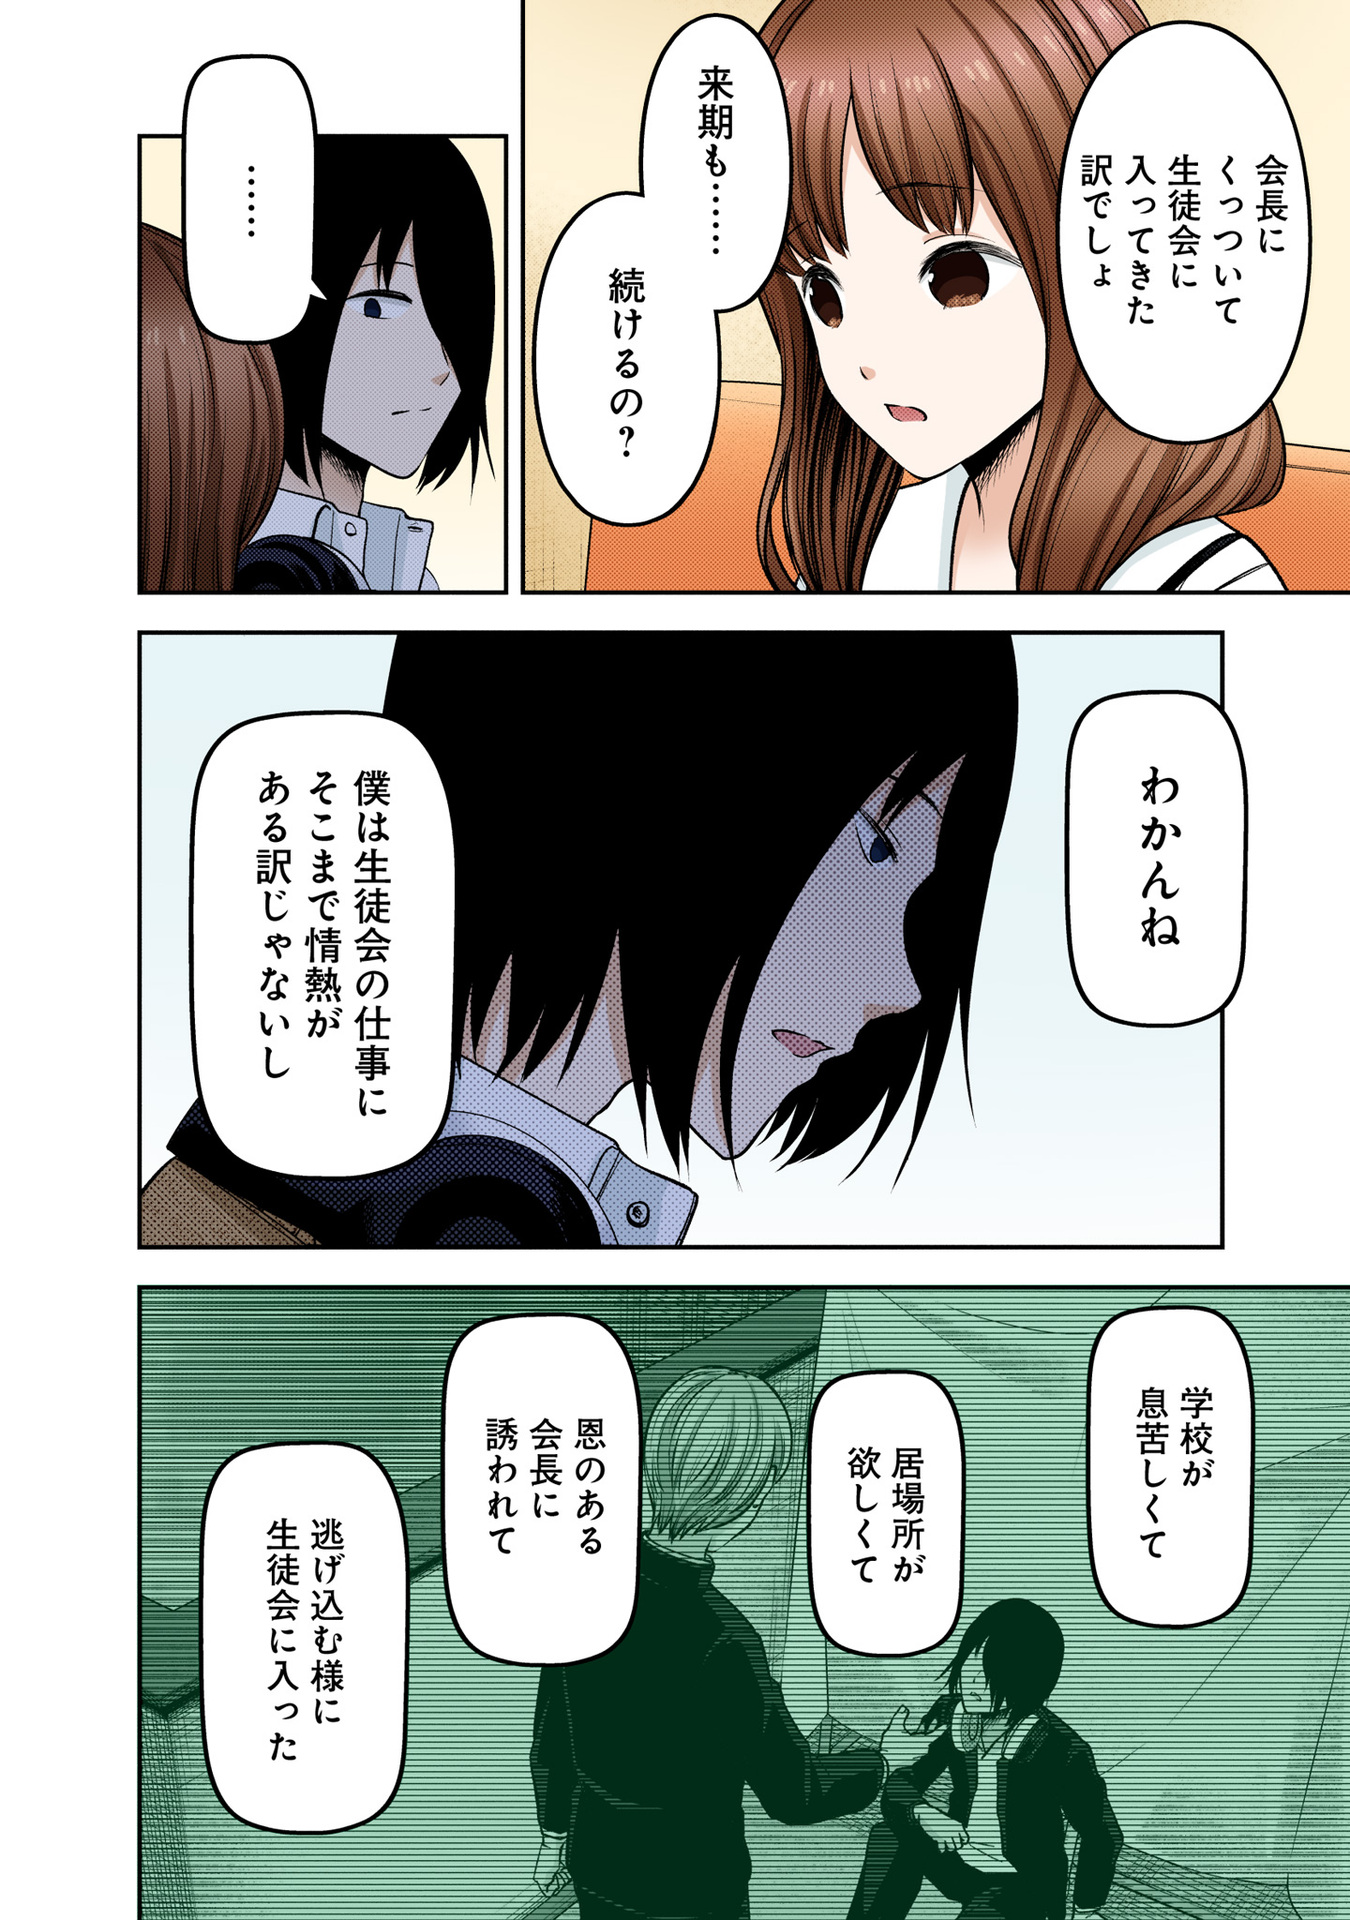 会長に
くっついて
生徒会に
入ってきた
訳でしょ
来期も……
続けるの？
……
わかんね
僕は生徒会の仕事に
そこまで情熱が
ある訳じゃないし
学校が
息苦しくて
居場所が
欲しくて
恩のある
会長に
誘われて
逃げ込む様に
生徒会に入った